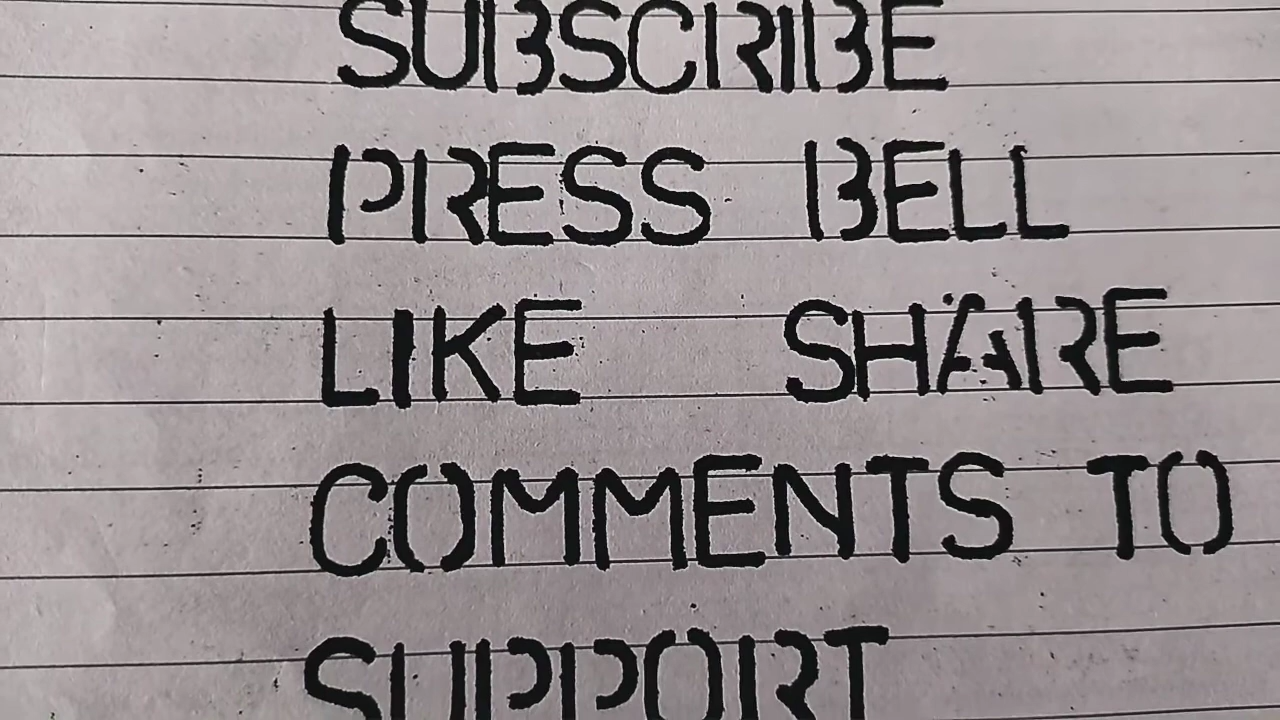 SUBSCRIBE
PRESS BELL
LIKE SHARE
COMMENTS TO
SUPPORT